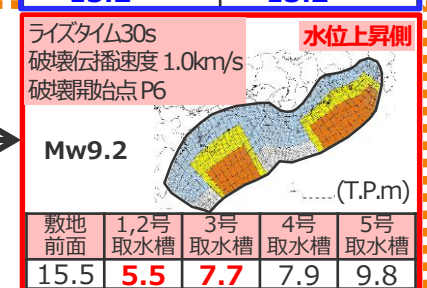 ライズタイム30s
破壊伝播速度 1.0km/s
破壊開始点 P6
水位上昇側
Mw9.2
(T.P.m)
敷地前面 1,2号取水槽 3号取水槽 4号取水槽 5号取水槽
15.5 5.5 7.7 7.9 9.8